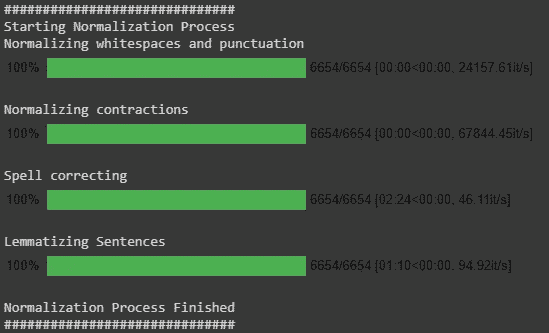 ##############################
Starting Normalization Process
Normalizing whitespaces and punctuation
100% 6654/6654 [00:00<00:00, 24157.61it/s]
Normalizing contractions
100% 6654/6654 [00:00<00:00, 67844.45it/s]
Spell correcting
100% 6654/6654 [02:24<00:00, 46.11it/s]
Lemmatizing Sentences
100% 6654/6654 [01:10<00:00, 94.92it/s]
Normalization Process Finished
##############################